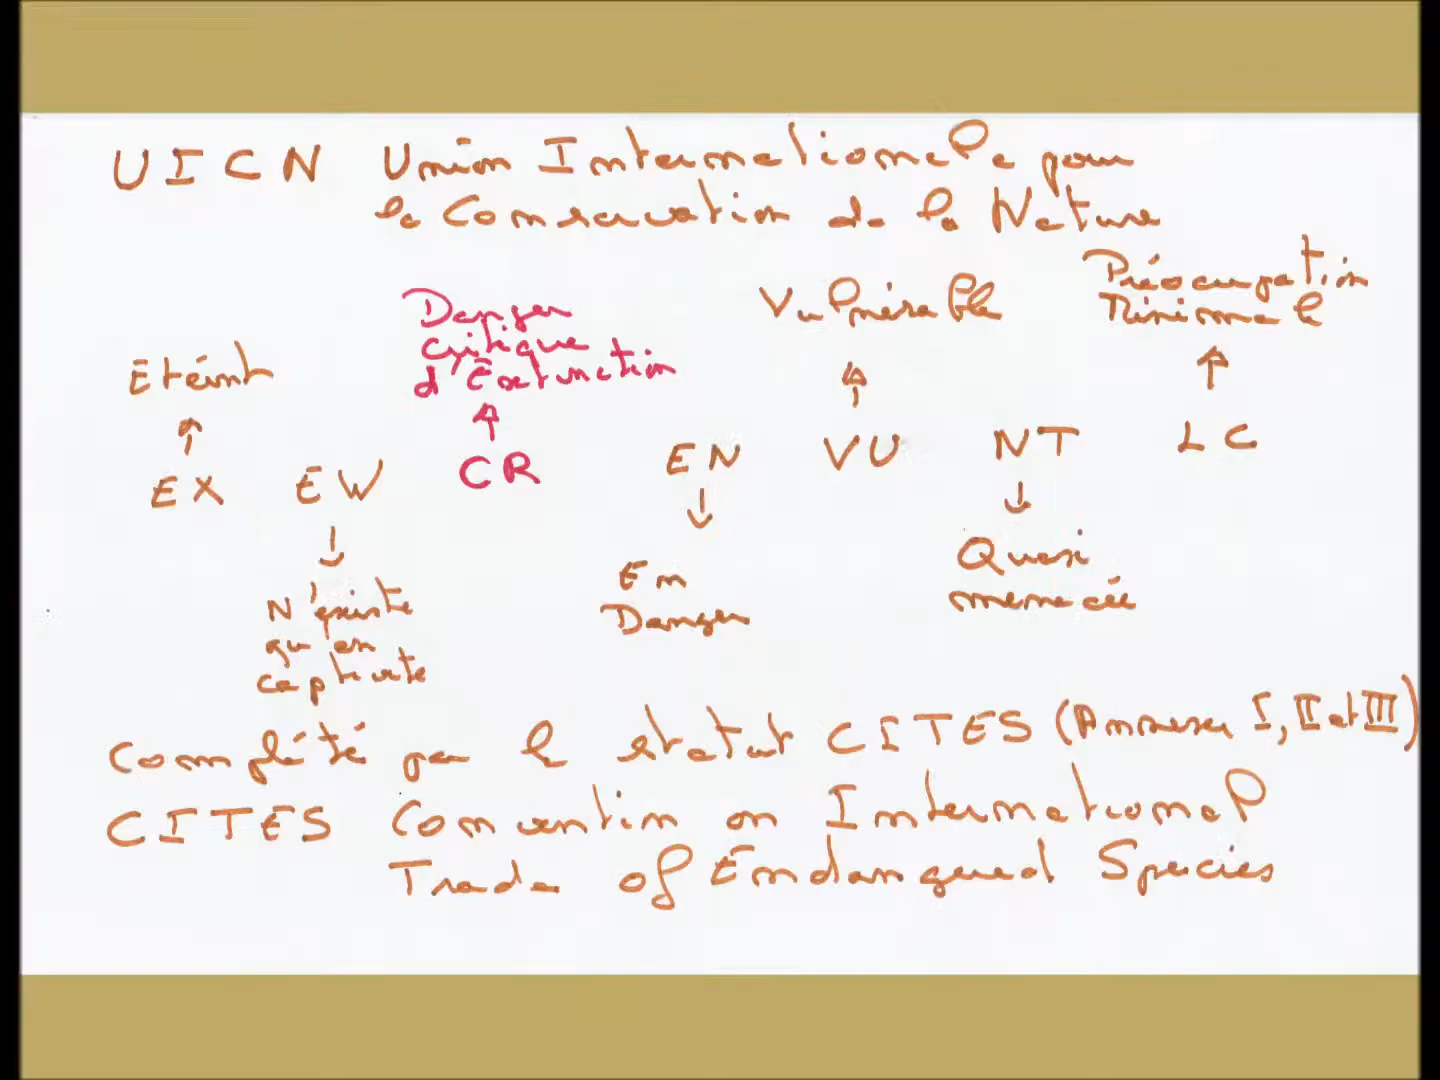 UICN Union Internationale pour
la Conservation de la Nature
Préocupation
Minimale
Vulnérable
Danger
critique
d'Extinction
Eteint
EX EW CR EN VU NT LC
N'existe
qu'en
captivité
En
Danger
Quasi
menacée
Complété par le statut CITES (Annexes I, II et III)
CITES Convention on International
Trade of Endangered Species